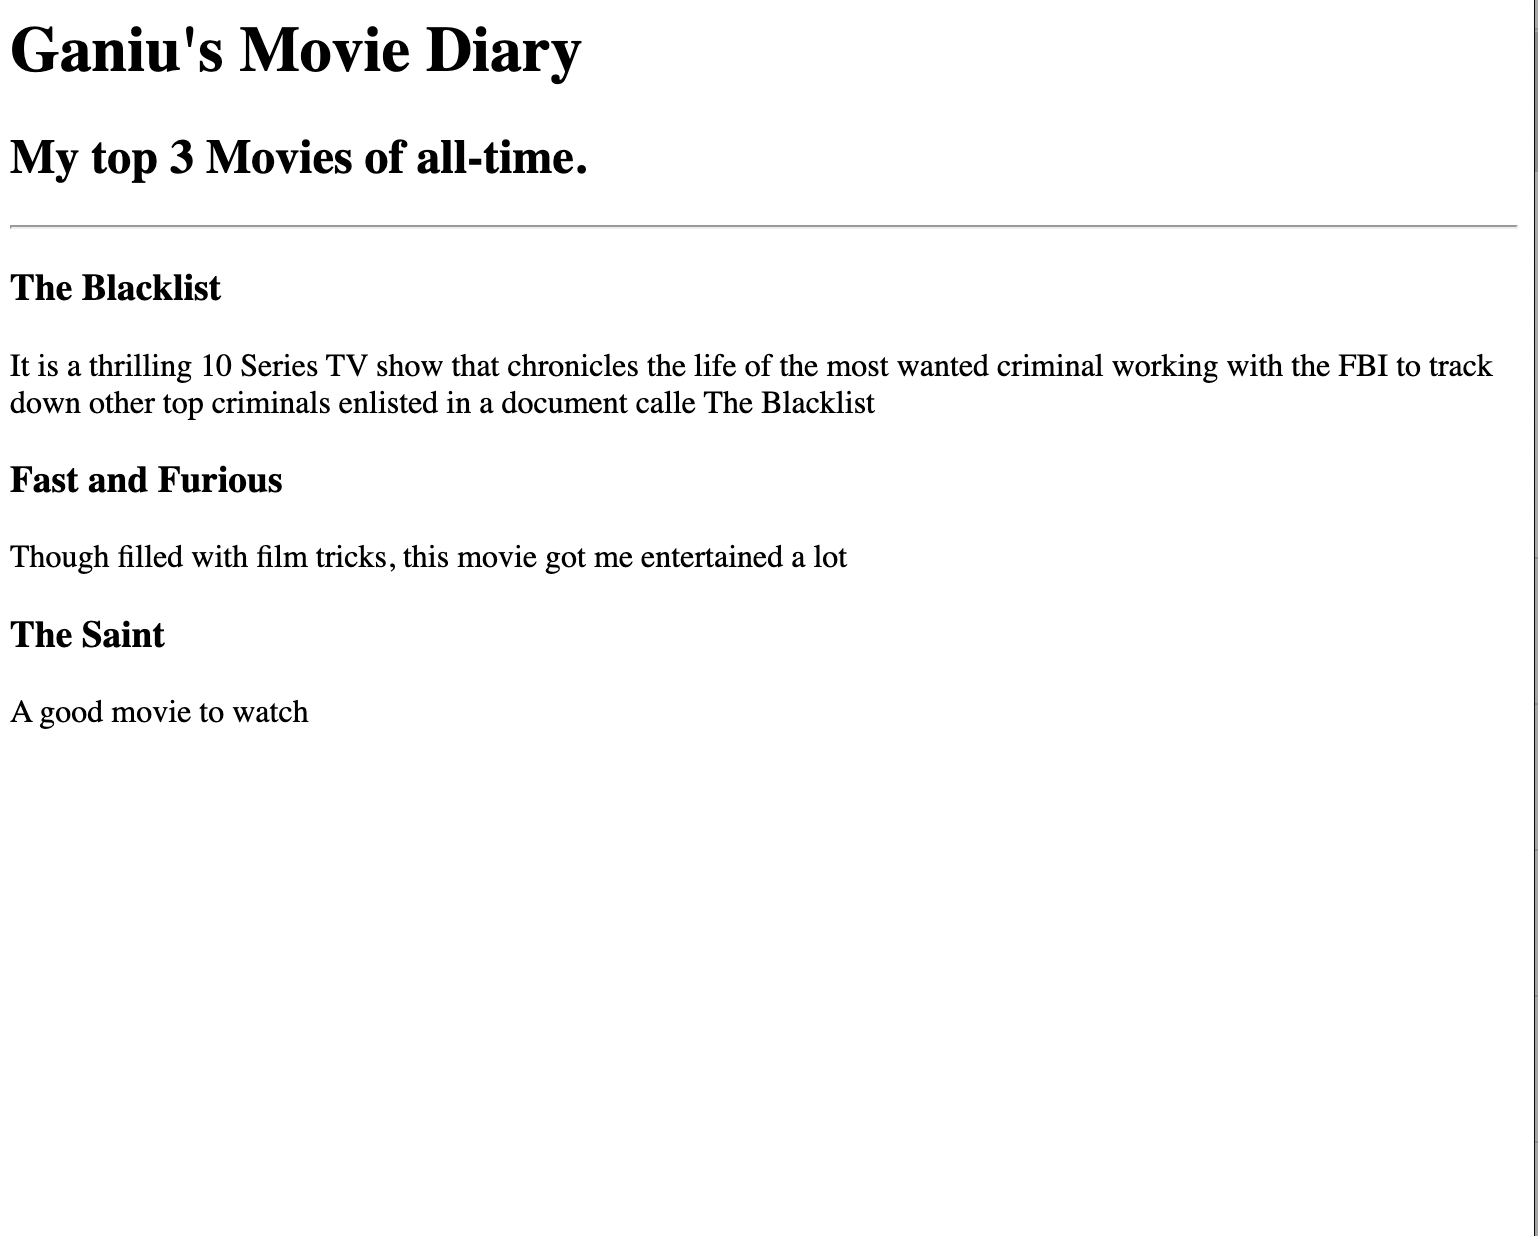 Ganiu's Movie Diary
My top 3 Movies of all-time.
The Blacklist
It is a thrilling 10 Series TV show that chronicles the life of the most wanted criminal working with the FBI to track
down other top criminals enlisted in a document calle The Blacklist
Fast and Furious
Though filled with film tricks, this movie got me entertained a lot
The Saint
A good movie to watch